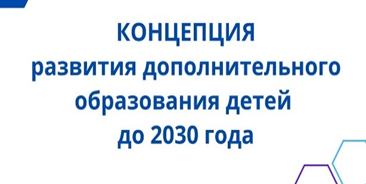 КОНЦЕПЦИЯ
развития дополнительного
образования детей
до 2030 года